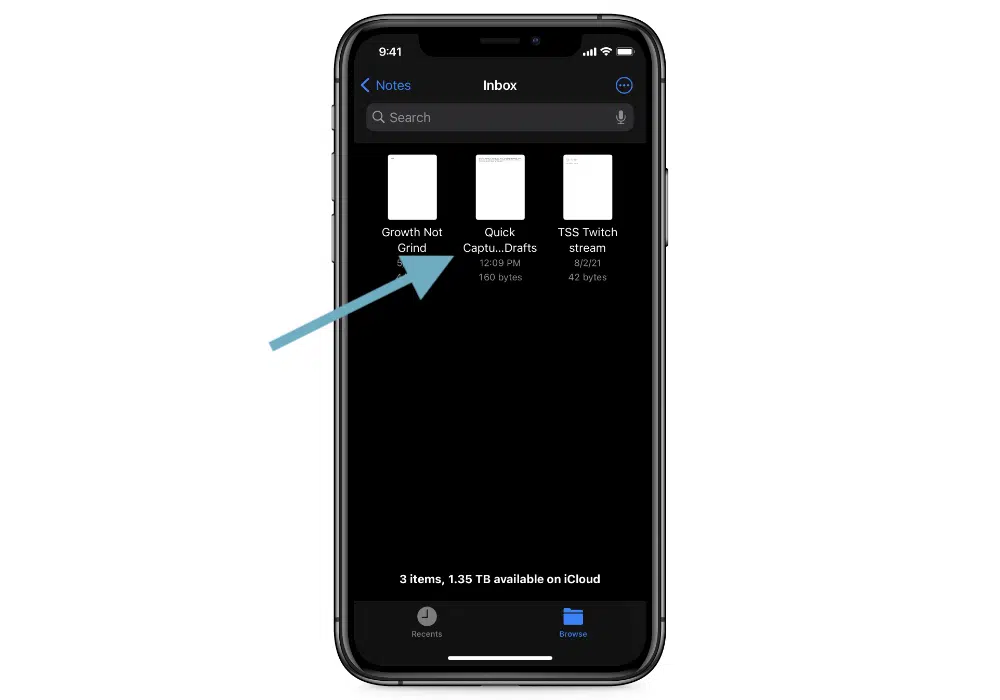 9:41
Notes
Inbox
Search
Growth Not
Grind
Quick
Captu...Drafts
12:09 PM
160 bytes
TSS Twitch
stream
8/2/21
42 bytes
3 items, 1.35 TB available on iCloud
Recents
Browse